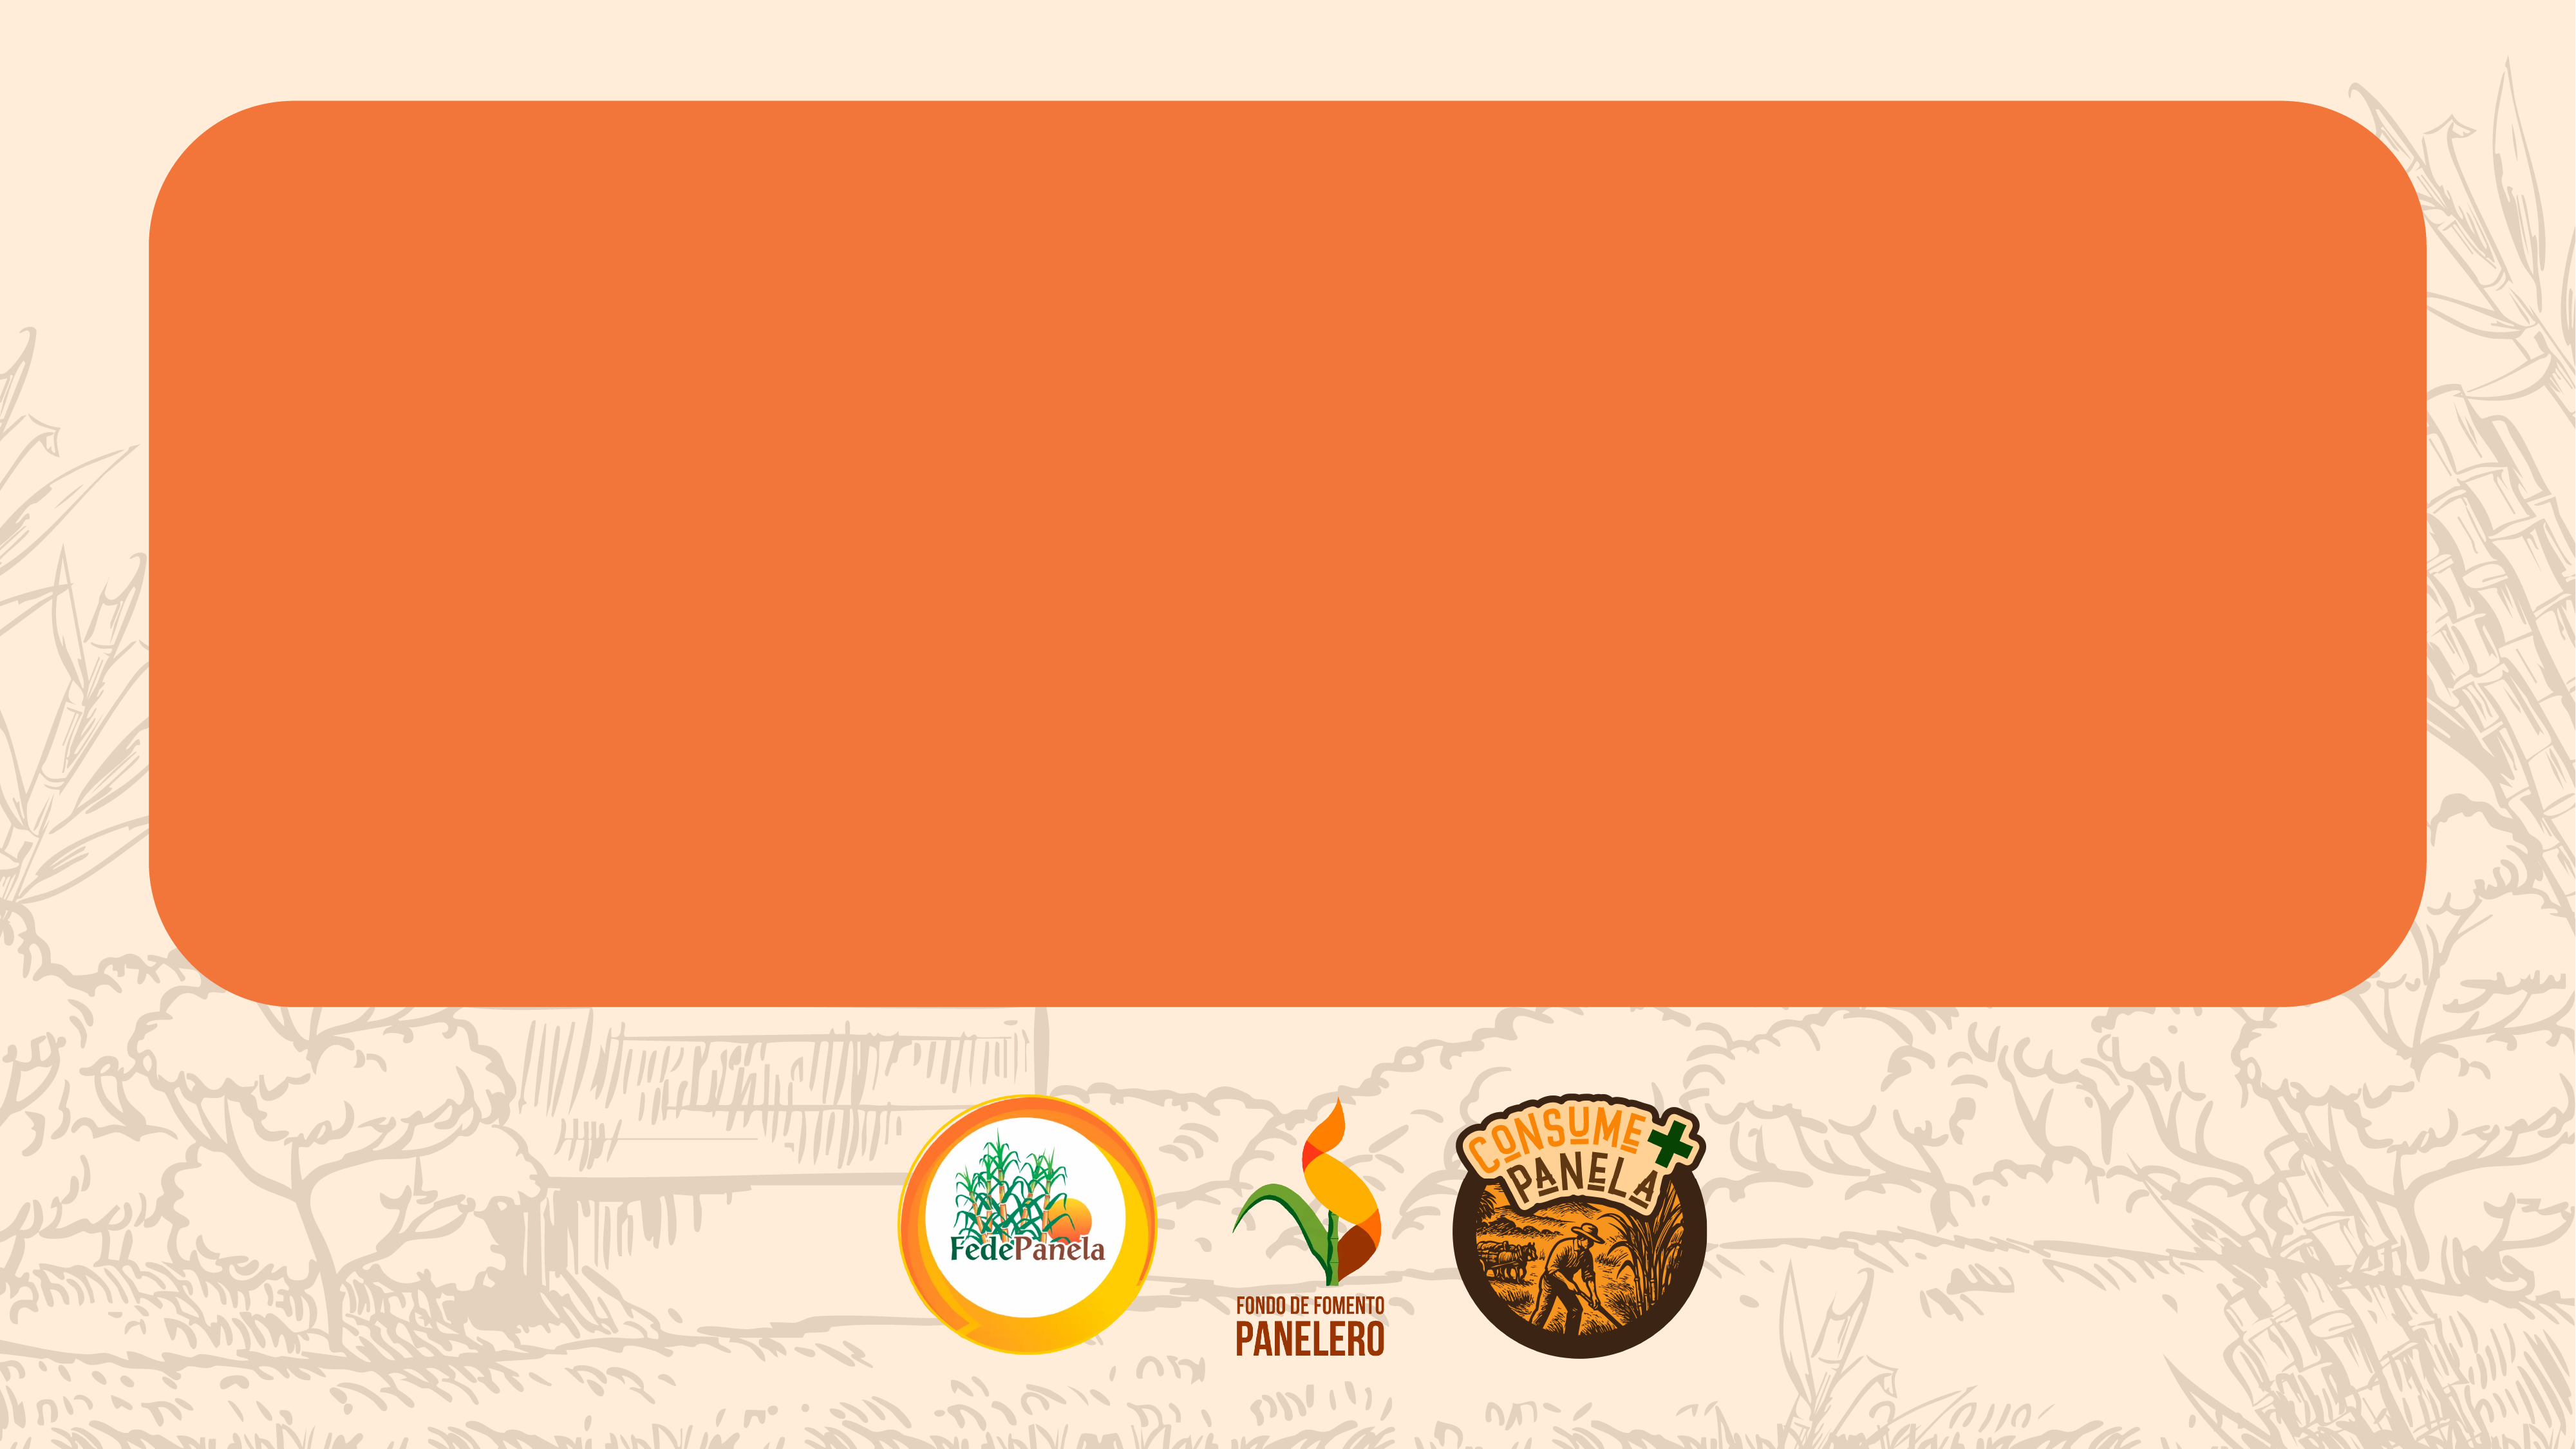 FedePanela
FONDO DE FOMENTO
PANELERO
CONSUME
PANELA